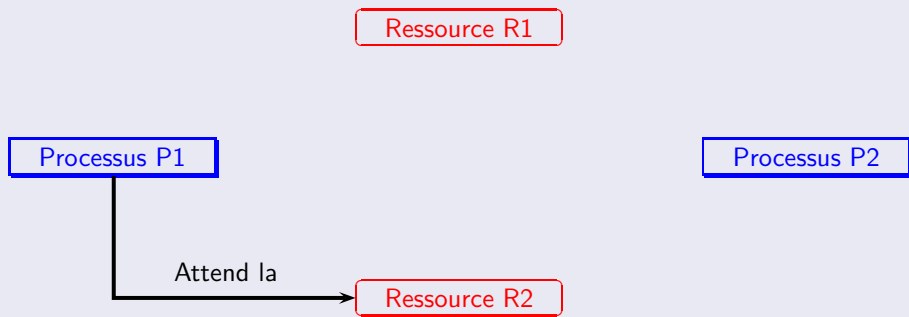 Ressource R1
Processus P1
Processus P2
Attend la
Ressource R2